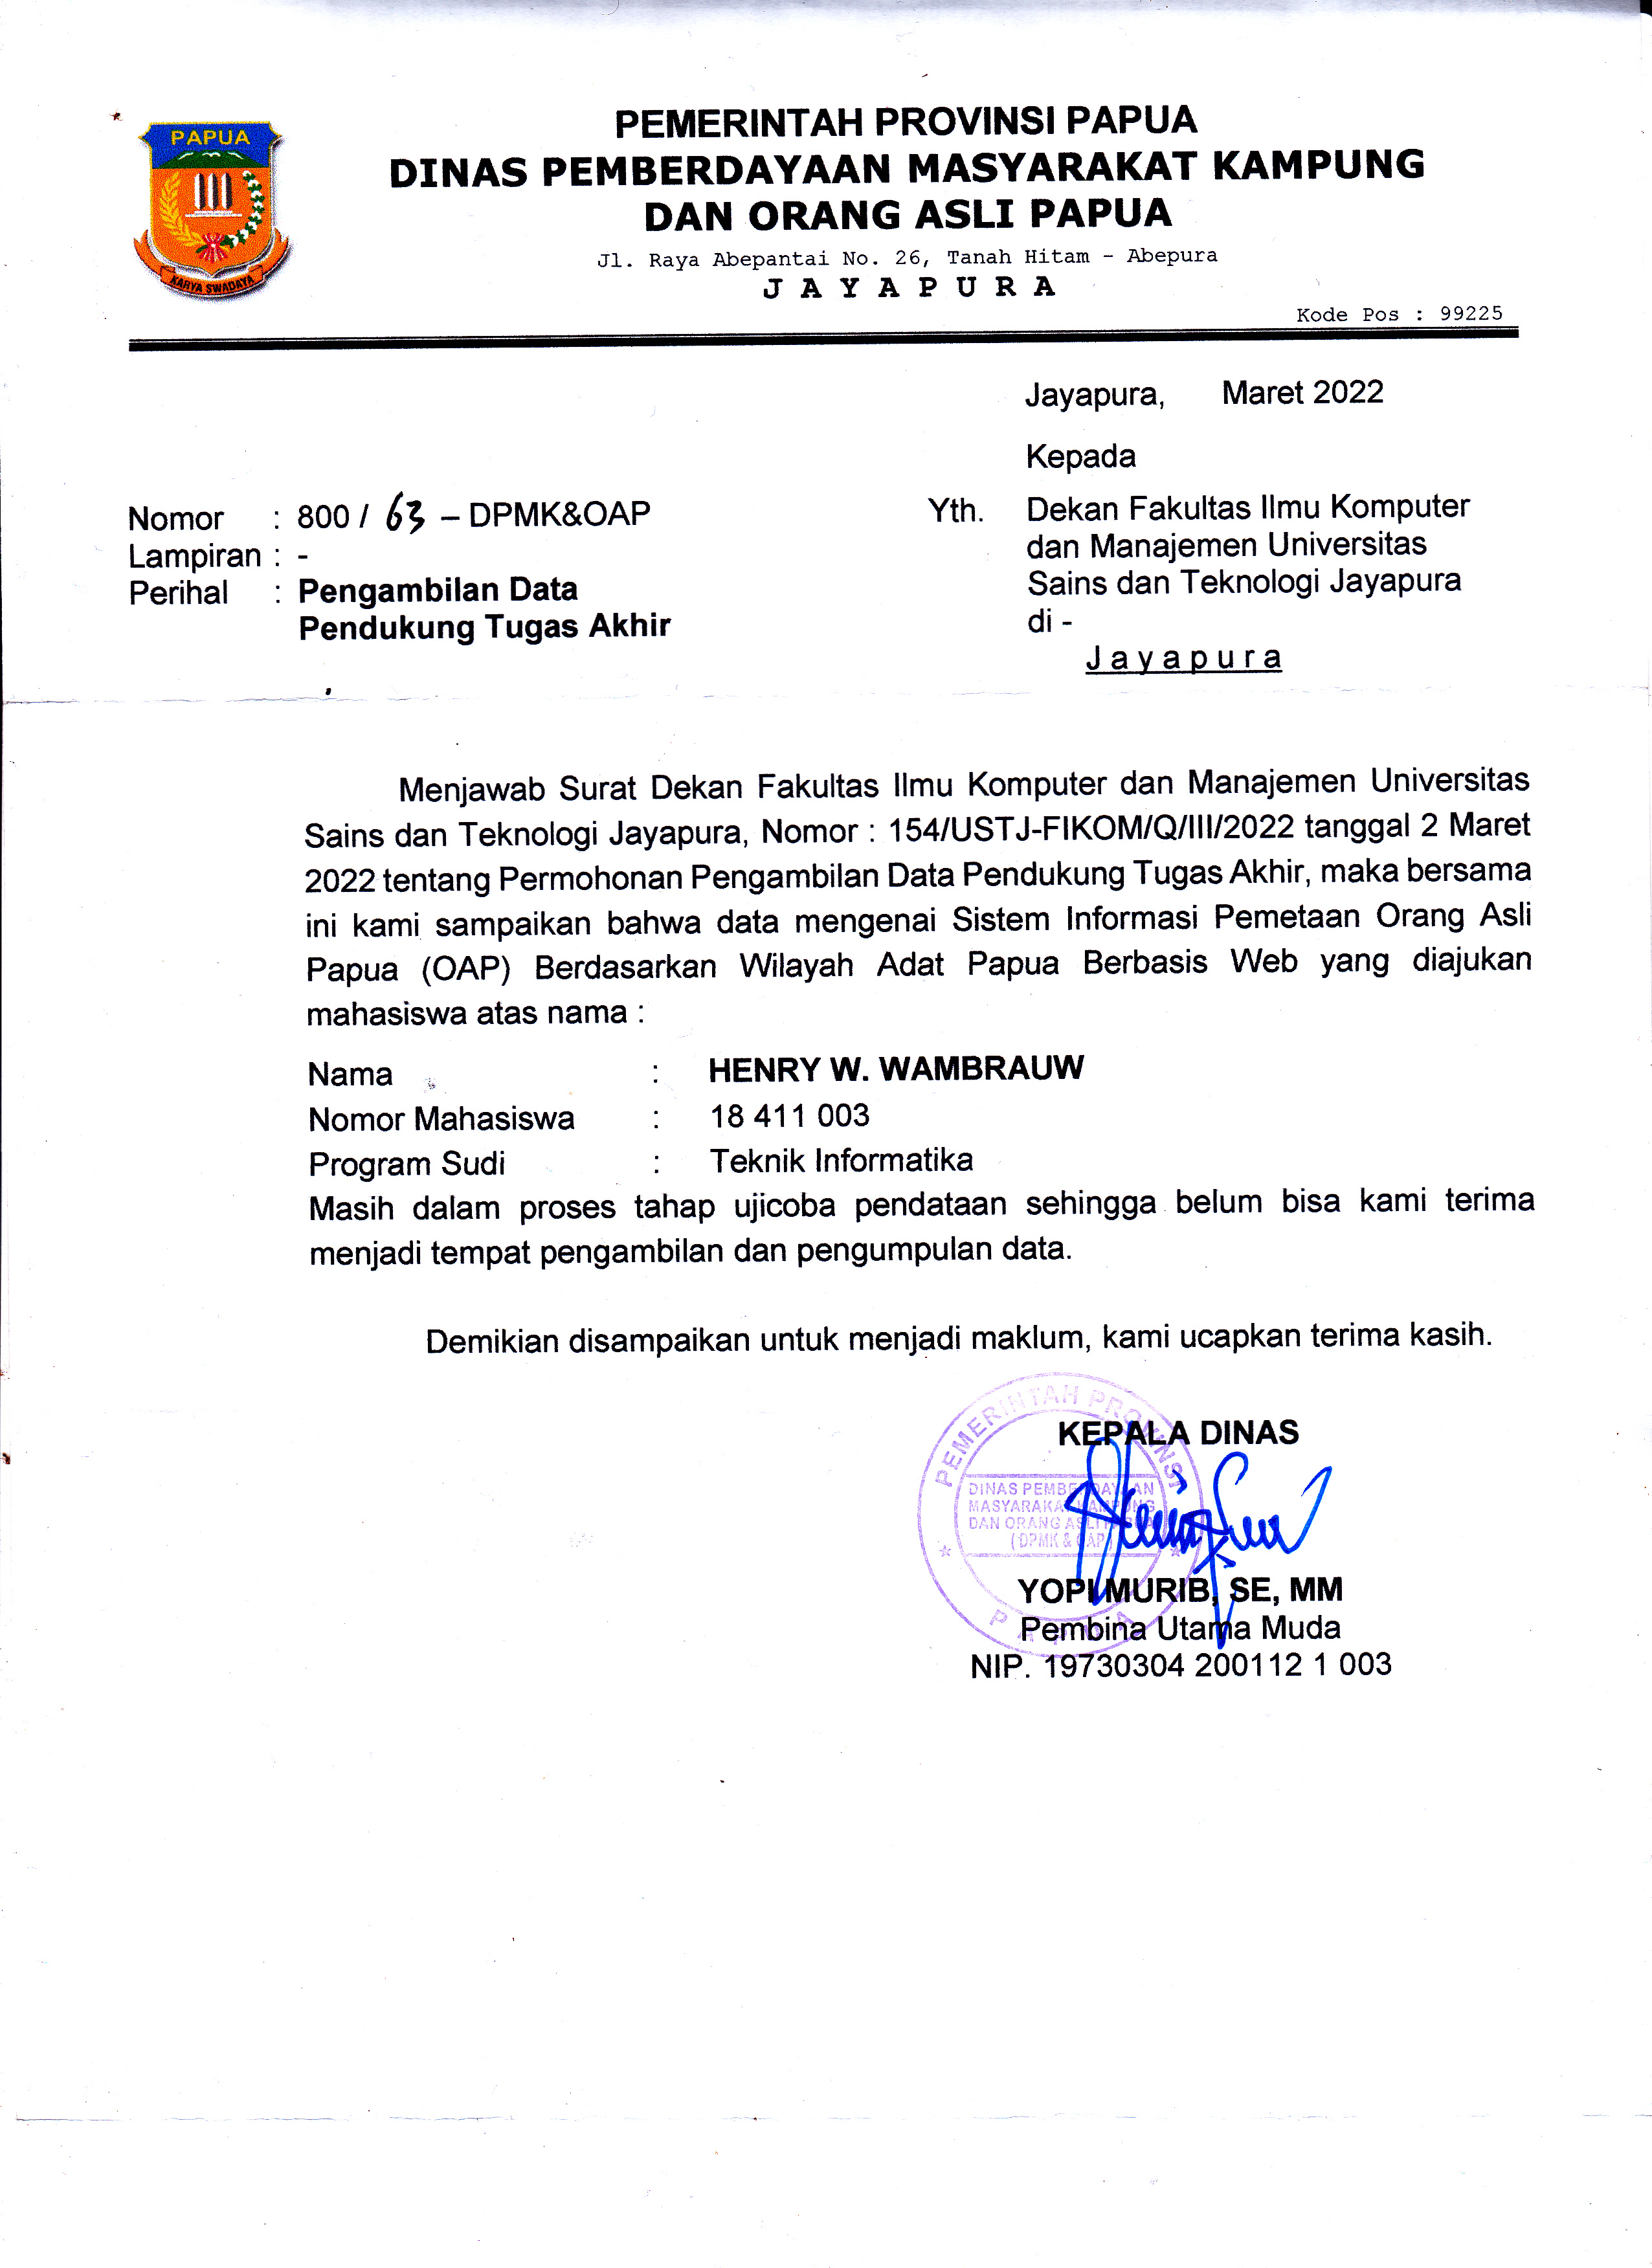 PAPUA
KARYA SWADAYA
PEMERINTAH PROVINSI PAPUA
DINAS PEMBERDAYAAN MASYARAKAT KAMPUNG
DAN ORANG ASLI PAPUA
Jl. Raya Abepantai No. 26, Tanah Hitam - Abepura
J A Y A P U R A
Kode Pos : 99225
Jayapura, Maret 2022
Kepada
Nomor : 800 / 63 – DPMK&OAP
Lampiran : -
Perihal : Pengambilan Data
Pendukung Tugas Akhir
Yth. Dekan Fakultas Ilmu Komputer
dan Manajemen Universitas
Sains dan Teknologi Jayapura
di -
J a y a p u r a
Menjawab Surat Dekan Fakultas Ilmu Komputer dan Manajemen Universitas
Sains dan Teknologi Jayapura, Nomor : 154/USTJ-FIKOM/Q/III/2022 tanggal 2 Maret
2022 tentang Permohonan Pengambilan Data Pendukung Tugas Akhir, maka bersama
ini kami sampaikan bahwa data mengenai Sistem Informasi Pemetaan Orang Asli
Papua (OAP) Berdasarkan Wilayah Adat Papua Berbasis Web yang diajukan
mahasiswa atas nama :
Nama : HENRY W. WAMBRAUW
Nomor Mahasiswa : 18 411 003
Program Sudi : Teknik Informatika
Masih dalam proses tahap ujicoba pendataan sehingga belum bisa kami terima
menjadi tempat pengambilan dan pengumpulan data.
Demikian disampaikan untuk menjadi maklum, kami ucapkan terima kasih.
KEPALA DINAS
PEMERINTAH PROVINSI
DINAS PEMBERDAYAAN
MASYARAKAT KAMPUNG
DAN ORANG ASLI PAPUA
(DPMK & OAP)
PAPUA
YOPI MURIB, SE, MM
Pembina Utama Muda
NIP. 19730304 200112 1 003